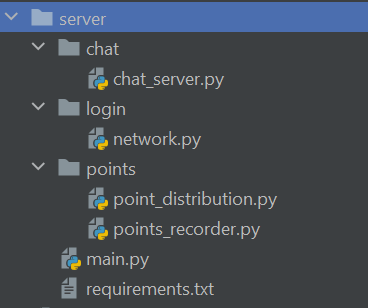 server
chat
chat_server.py
login
network.py
points
point_distribution.py
points_recorder.py
main.py
requirements.txt